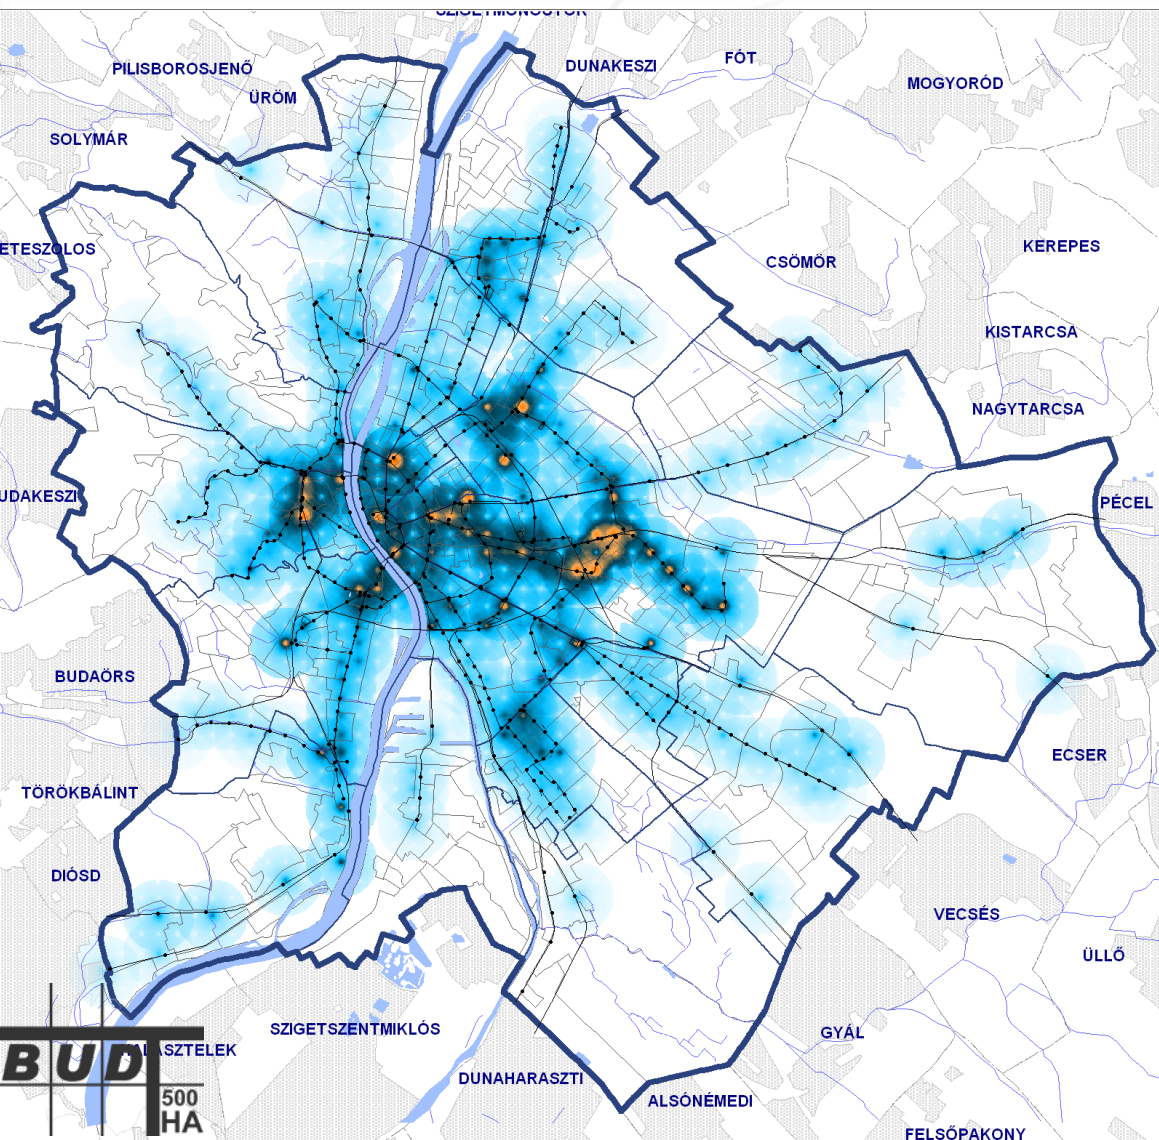 SZIGETMONOSTOR
PILISBOROSJENŐ
ÜRÖM
DUNAKESZI
FÓT
MOGYORÓD
SOLYMÁR
KEREPES
CSÖMÖR
KISTARCSA
NAGYTARCSA
PÉCEL
UDAKESZI
BUDAÖRS
ECSER
TÖRÖKBÁLINT
DIÓSD
VECSÉS
ÜLLŐ
SZIGETSZENTMIKLÓS
GYÁL
DUNAHARASZTI
ALSÓNÉMEDI
FELSŐPAKONY
BUD
500
HA